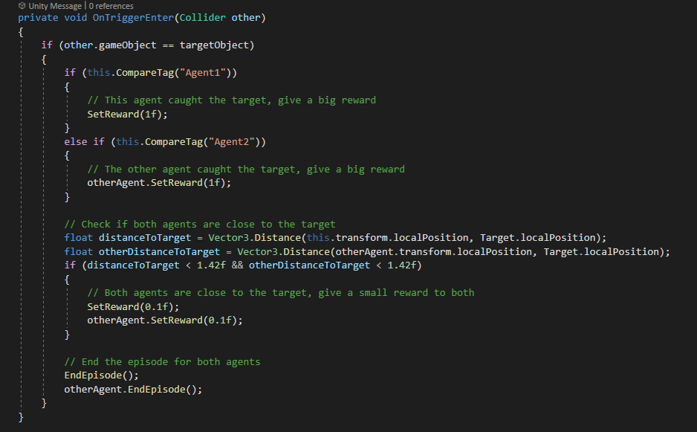 Unity Message | 0 references
private void OnTriggerEnter(Collider other)
{
if (other.gameObject == targetObject)
{
if (this.CompareTag("Agent1"))
{
// This agent caught the target, give a big reward
SetReward(1f);
}
else if (this.CompareTag("Agent2"))
{
// The other agent caught the target, give a big reward
otherAgent.SetReward(1f);
}
// Check if both agents are close to the target
float distanceToTarget = Vector3.Distance(this.transform.localPosition, Target.localPosition);
float otherDistanceToTarget = Vector3.Distance(otherAgent.transform.localPosition, Target.localPosition);
if (distanceToTarget < 1.42f && otherDistanceToTarget < 1.42f)
{
// Both agents are close to the target, give a small reward to both
SetReward(0.1f);
otherAgent.SetReward(0.1f);
}
// End the episode for both agents
EndEpisode();
otherAgent.EndEpisode();
}
}